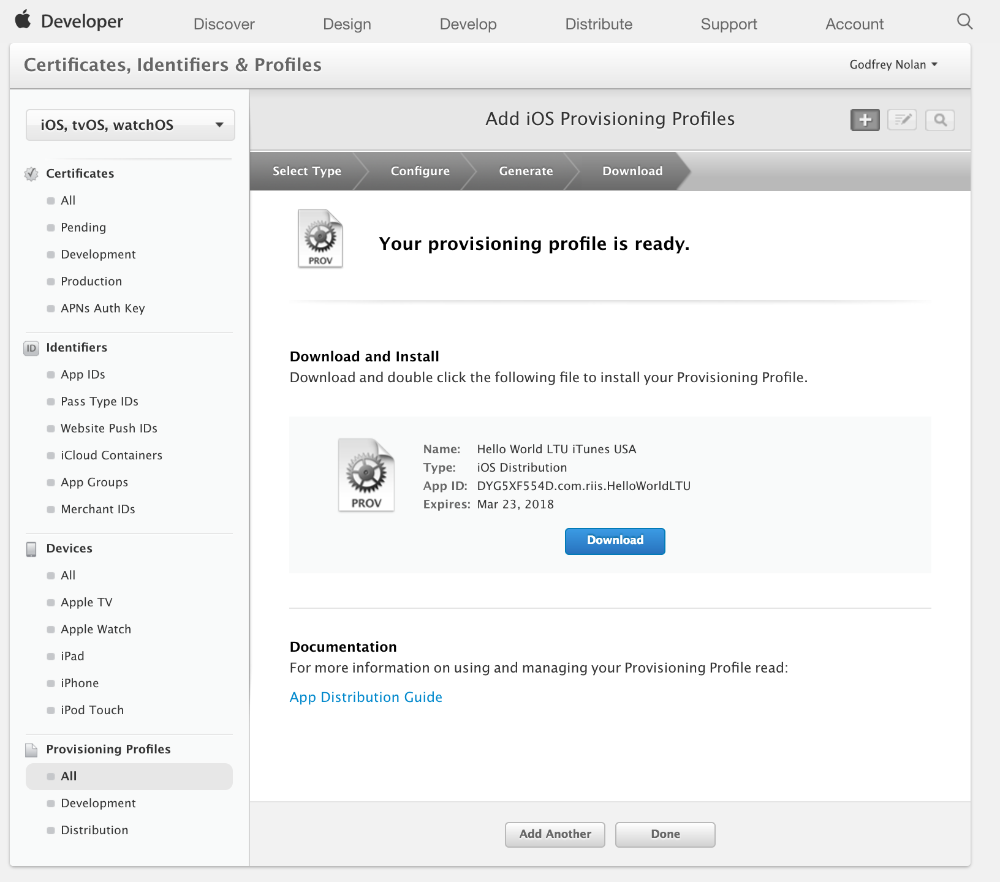 Developer
Discover
Design
Develop
Distribute
Support
Account
Certificates, Identifiers & Profiles
Godfrey Nolan
iOS, tvOS, watchOS
Certificates
All
Pending
Development
Production
APNs Auth Key
ID
Identifiers
App IDs
Pass Type IDs
Website Push IDs
iCloud Containers
App Groups
Merchant IDs
Devices
All
Apple TV
Apple Watch
iPad
iPhone
iPod Touch
Provisioning Profiles
All
Development
Distribution
Add iOS Provisioning Profiles
Select Type
Configure
Generate
Download
PROV
Your provisioning profile is ready.
Download and Install
Download and double click the following file to install your Provisioning Profile.
PROV
Name: Hello World LTU iTunes USA
Type: iOS Distribution
App ID: DYG5XF554D.com.riis.HelloWorldLTU
Expires: Mar 23, 2018
Download
Documentation
For more information on using and managing your Provisioning Profile read:
App Distribution Guide
Add Another
Done